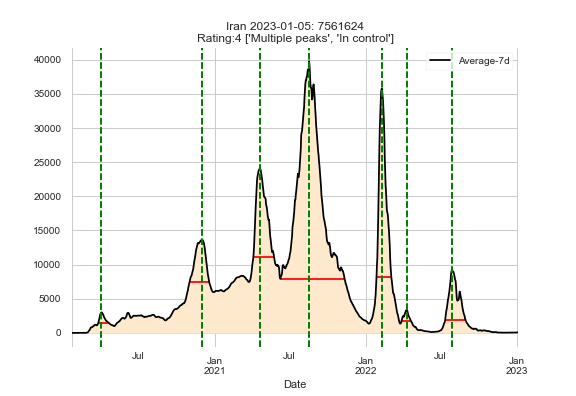 Iran 2023-01-05: 7561624
Rating:4 ['Multiple peaks', 'In control']
Average-7d
40000
35000
30000
25000
20000
15000
10000
5000
0
Jul
Jan
2021
Jul
Jan
2022
Jul
Jan
2023
Date